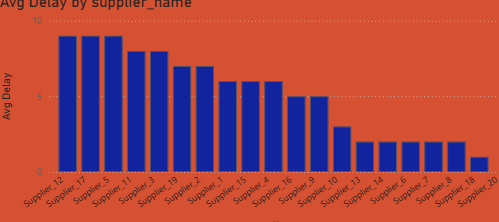 Avg Delay by supplier_name
Avg Delay
10
5
0
Supplier_12
Supplier_17
Supplier_5
Supplier_11
Supplier_3
Supplier_19
Supplier_2
Supplier_1
Supplier_15
Supplier_4
Supplier_16
Supplier_9
Supplier_10
Supplier_13
Supplier_14
Supplier_6
Supplier_7
Supplier_8
Supplier_18
Supplier_20